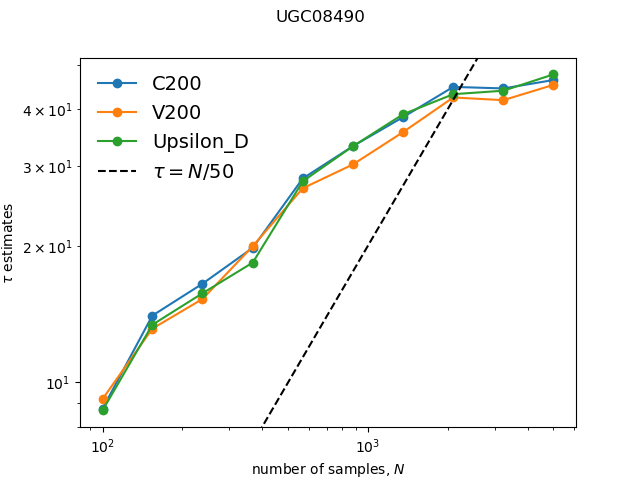 UGC08490
C200
V200
Upsilon_D
τ = N/50
4 × 10¹
3 × 10¹
2 × 10¹
10¹
τ estimates
10² 10³
number of samples, N